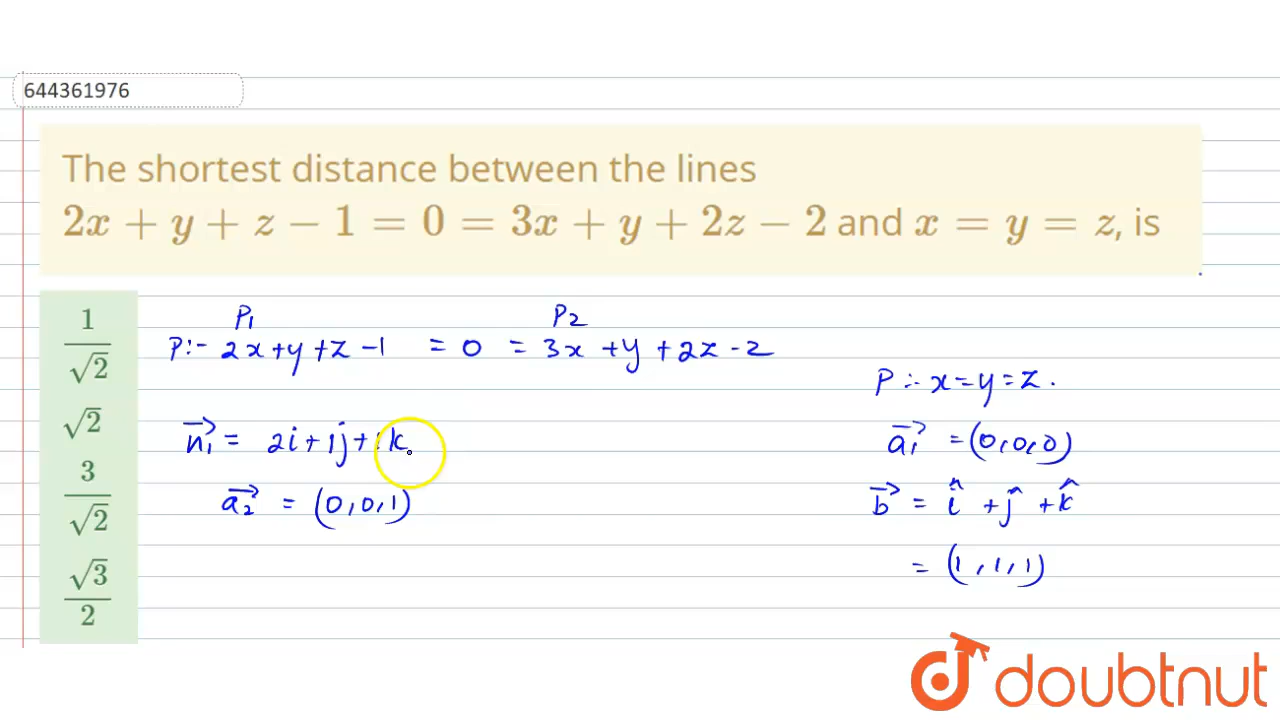 644361976
The shortest distance between the lines
2x + y + z − 1 = 0 = 3x + y + 2z − 2 and x = y = z, is
1/√2
√2
3/√2
√3/2
P1 P2
P:- 2x+y+z-1 = 0 = 3x+y+2z-2
P:- x=y=z.
n1→ = 2i+1j+1k
a1→ = (0,0,0)
a2→ = (0,0,1)
b→ = î+ĵ+k̂
= (1,1,1)
doubtnut